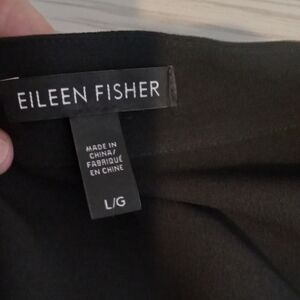 EILEEN FISHER
MADE IN
CHINA/
FABRIQUÉ
EN CHINE
L/G